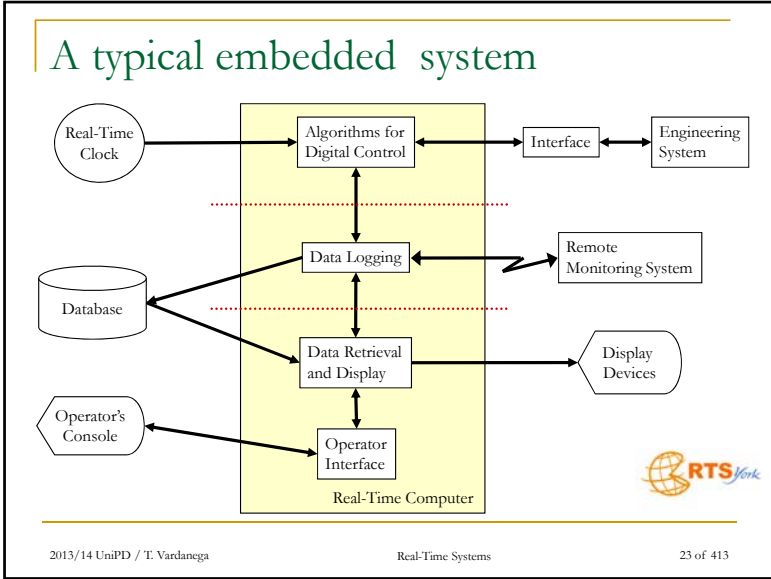 A typical embedded system
Real-Time
Clock
Algorithms for
Digital Control
Interface
Engineering
System
Data Logging
Remote
Monitoring System
Database
Data Retrieval
and Display
Display
Devices
Operator's
Console
Operator
Interface
Real-Time Computer
RTS York
2013/14 UniPD / T. Vardanega
Real-Time Systems
23 of 413